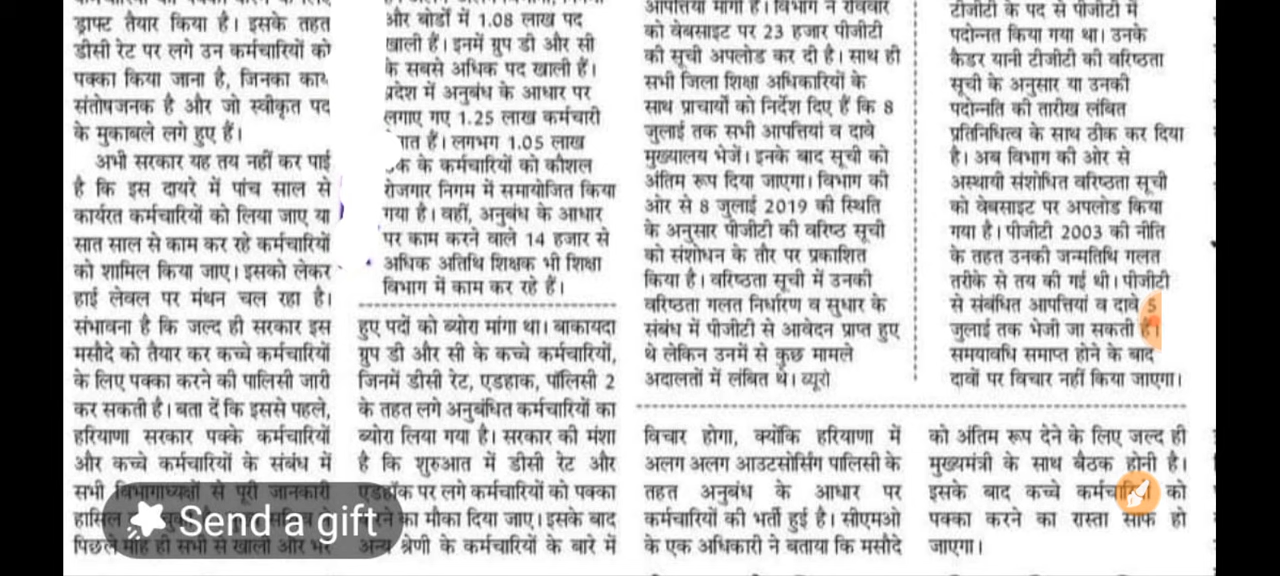 ड्राफ्ट तैयार किया है। इसके तहत
डीसी रेट पर लगे उन कर्मचारियों को
पक्का किया जाना है, जिनका
संतोषजनक है और जो स्वीकृत पद
के मुकाबले लगे हुए हैं।
अभी सरकार यह तय नहीं कर पाई
है कि इस दायरे में पांच साल से
कार्यरत कर्मचारियों को लिया जाए या
सात साल से काम कर रहे कर्मचारियों
को शामिल किया जाए। इसको लेकर
हाई लेवल पर मंथन चल रहा है।
संभावना है कि जल्द ही सरकार इस
मसौदे को तैयार कर कच्चे कर्मचारियों
के लिए पक्का करने की पालिसी जारी
कर सकती है। बता दें कि इससे पहले,
हरियाणा सरकार पक्के कर्मचारियों
और कच्चे कर्मचारियों के संबंध में
सभी विभागाध्यक्षों से पूरी जानकारी
हासिल
पिछले माह ही सभी से खाली और भरे
और बोर्डों में 1.08 लाख पद
खाली हैं। इनमें ग्रुप डी और सी
के सबसे अधिक पद खाली हैं।
प्रदेश में अनुबंध के आधार पर
लगाए गए 1.25 लाख कर्मचारी
हैं। लगभग 1.05 लाख
के कर्मचारियों को कौशल
रोजगार निगम में समायोजित किया
गया है। वहीं, अनुबंध के आधार
पर काम करने वाले 14 हजार से
अधिक अतिथि शिक्षक भी शिक्षा
विभाग में काम कर रहे हैं।
हुए पदों को ब्योरा मांगा था। बाकायदा
ग्रुप डी और सी के कच्चे कर्मचारियों,
जिनमें डीसी रेट, एडहाक, पॉलिसी 2
के तहत लगे अनुबंधित कर्मचारियों का
ब्योरा लिया गया है। सरकार की मंशा
है कि शुरुआत में डीसी रेट और
एडहॉक पर लगे कर्मचारियों को पक्का
करने का मौका दिया जाए। इसके बाद
अन्य श्रेणी के कर्मचारियों के बारे में
आपत्तियां मांगी हैं। विभाग ने रविवार
को वेबसाइट पर 23 हजार पीजीटी
की सूची अपलोड कर दी है। साथ ही
सभी जिला शिक्षा अधिकारियों के
साथ प्राचार्यों को निर्देश दिए हैं कि 8
जुलाई तक सभी आपत्तियां व दावे
मुख्यालय भेजें। इनके बाद सूची को
अंतिम रूप दिया जाएगा। विभाग की
ओर से 8 जुलाई 2019 की स्थिति
के अनुसार पीजीटी की वरिष्ठ सूची
को संशोधन के तौर पर प्रकाशित
किया है। वरिष्ठता सूची में उनकी
वरिष्ठता गलत निर्धारण व सुधार के
संबंध में पीजीटी से आवेदन प्राप्त हुए
थे लेकिन उनमें से कुछ मामले
अदालतों में लंबित थे। ब्यूरो
टीजीटी के पद से पीजीटी में
पदोन्नत किया गया था। उनके
कैडर यानी टीजीटी की वरिष्ठता
सूची के अनुसार या उनकी
पदोन्नति की तारीख लंबित
प्रतिनिधित्व के साथ ठीक कर दिया
है। अब विभाग की ओर से
अस्थायी संशोधित वरिष्ठता सूची
को वेबसाइट पर अपलोड किया
गया है। पीजीटी 2003 की नीति
के तहत उनकी जन्मतिथि गलत
तरीके से तय की गई थी। पीजीटी
से संबंधित आपत्तियां व दावे 5
जुलाई तक भेजी जा सकती हैं।
समयावधि समाप्त होने के बाद
दावों पर विचार नहीं किया जाएगा।
विचार होगा, क्योंकि हरियाणा में
अलग अलग आउटसोर्सिंग पालिसी के
तहत अनुबंध के आधार पर
कर्मचारियों की भर्ती हुई है। सीएमओ
के एक अधिकारी ने बताया कि मसौदे
को अंतिम रूप देने के लिए जल्द ही
मुख्यमंत्री के साथ बैठक होनी है।
इसके बाद कच्चे कर्मचारियों को
पक्का करने का रास्ता साफ हो
जाएगा।
Send a gift